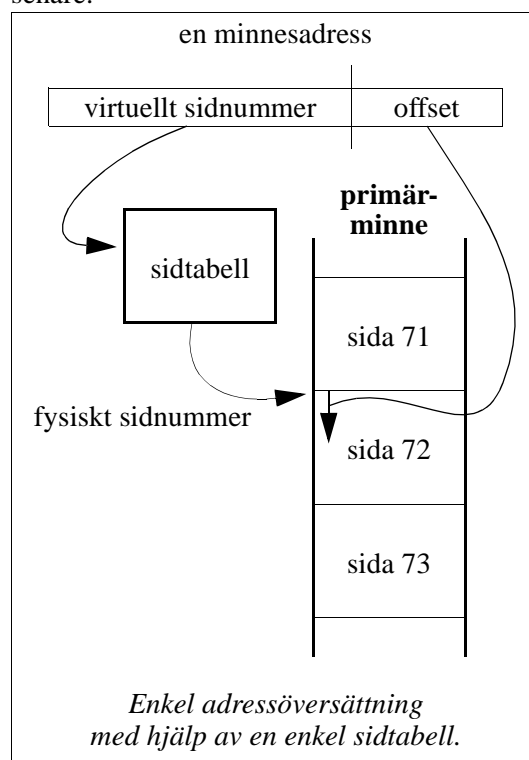 senare.
en minnesadress
virtuellt sidnummer
offset
primär-
minne
sidtabell
sida 71
fysiskt sidnummer
sida 72
sida 73
Enkel adressöversättning
med hjälp av en enkel sidtabell.